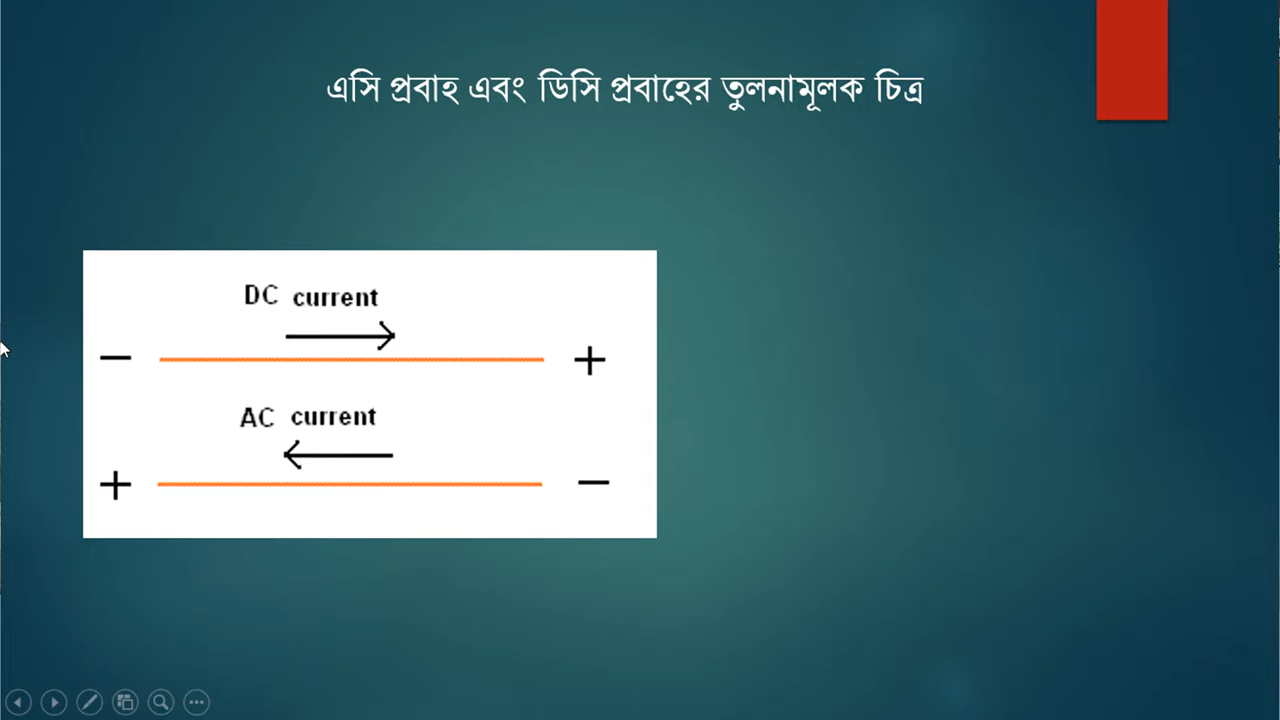 এসি প্রবাহ এবং ডিসি প্রবাহের তুলনামূলক চিত্র
DC current
− +
AC current
+ −